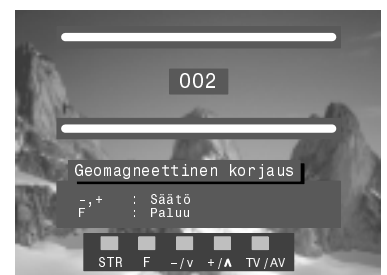 002
Geomagneettinen korjaus
-,+ : Säätö
F : Paluu
STR F -/v +/∧ TV/AV